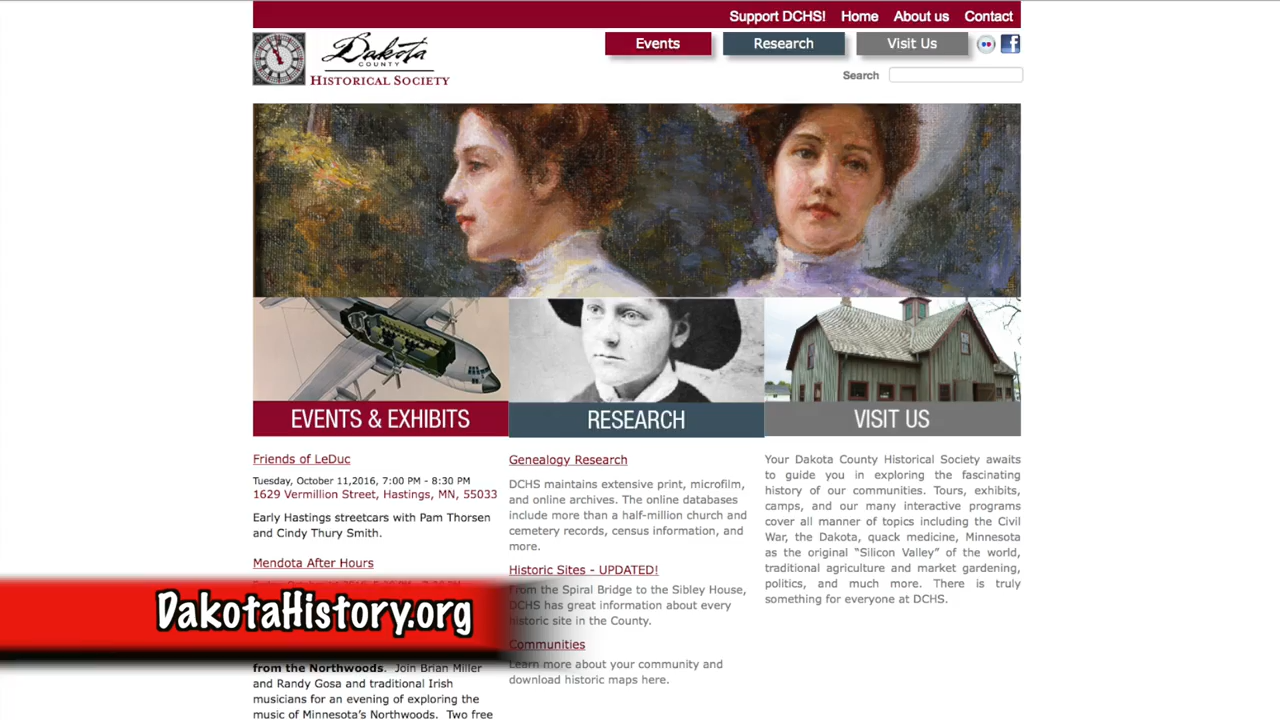 Support DCHS! Home About us Contact
Dakota
COUNTY
HISTORICAL SOCIETY
Events Research Visit Us
Search
EVENTS & EXHIBITS
RESEARCH
VISIT US
Friends of LeDuc
Tuesday, October 11,2016, 7:00 PM - 8:30 PM
1629 Vermillion Street, Hastings, MN, 55033
Early Hastings streetcars with Pam Thorsen
and Cindy Thury Smith.
Mendota After Hours
from the Northwoods. Join Brian Miller
and Randy Gosa and traditional Irish
musicians for an evening of exploring the
music of Minnesota's Northwoods. Two free
Genealogy Research
DCHS maintains extensive print, microfilm,
and online archives. The online databases
include more than a half-million church and
cemetery records, census information, and
more.
Historic Sites - UPDATED!
From the Spiral Bridge to the Sibley House,
DCHS has great information about every
historic site in the County.
Communities
Learn more about your community and
download historic maps here.
Your Dakota County Historical Society awaits
to guide you in exploring the fascinating
history of our communities. Tours, exhibits,
camps, and our many interactive programs
cover all manner of topics including the Civil
War, the Dakota, quack medicine, Minnesota
as the original “Silicon Valley” of the world,
traditional agriculture and market gardening,
politics, and much more. There is truly
something for everyone at DCHS.
DakotaHistory.org